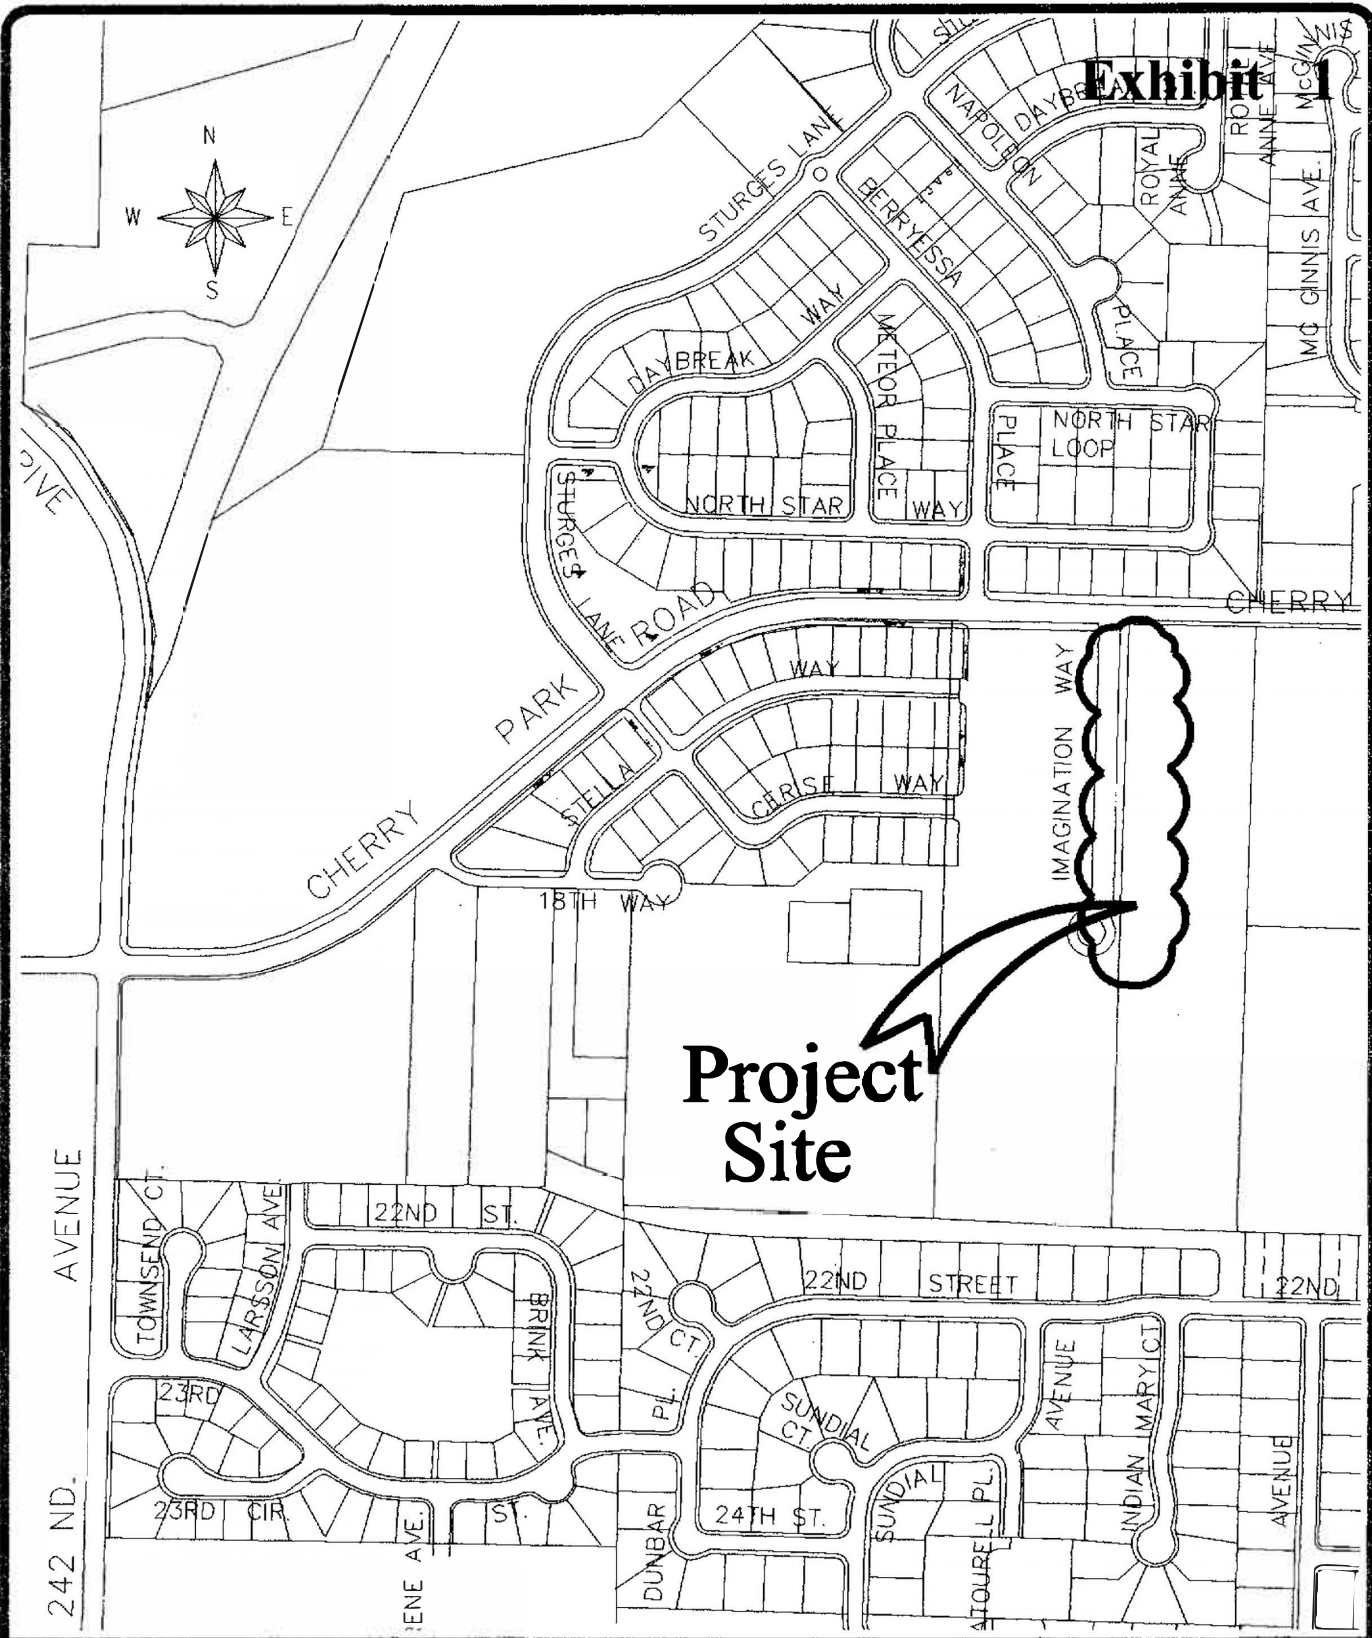 Exhibit 1
N
W E
S
NAPOLEON
ROYAL
ANNE
ANNE AVE
McGINNIS
MC GINNIS AVE.
STURGES LANE
BERRYESSA
PLACE
WAY
DAYBREAK
METEOR PLACE
PLACE
NORTH STAR
LOOP
NORTH STAR WAY
STURGES LANE
CHERRY
CHERRY PARK ROAD
WAY
STELLA
CERISE WAY
IMAGINATION WAY
18TH WAY
Project
Site
242 ND. AVENUE
TOWNSEND CT.
LARSSON AVE.
22ND ST.
BRINK AVE.
22ND CT.
PL.
22ND STREET
22ND
23RD
23RD CIR.
ST.
SUNDIAL
CT
SUNDIAL
24TH ST.
DUNBAR
AVENUE
INDIAN MARY CT.
AVENUE